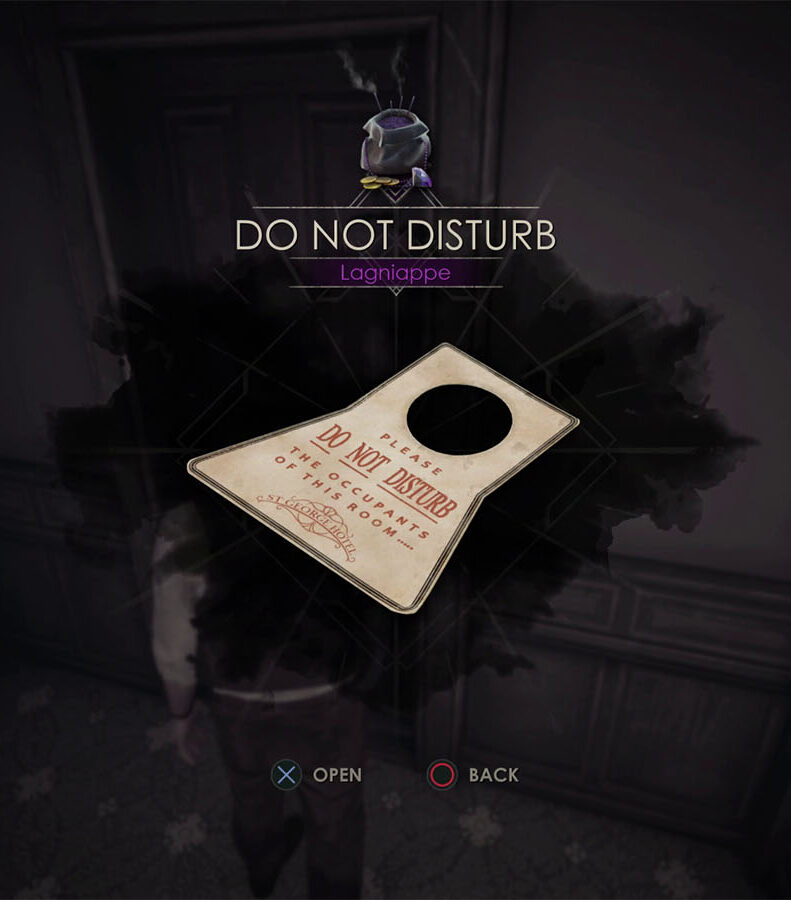 DO NOT DISTURB
Lagniappe
PLEASE
DO NOT DISTURB
THE OCCUPANTS
OF THIS ROOM.....
ST GEORGE HOTEL
OPEN
BACK